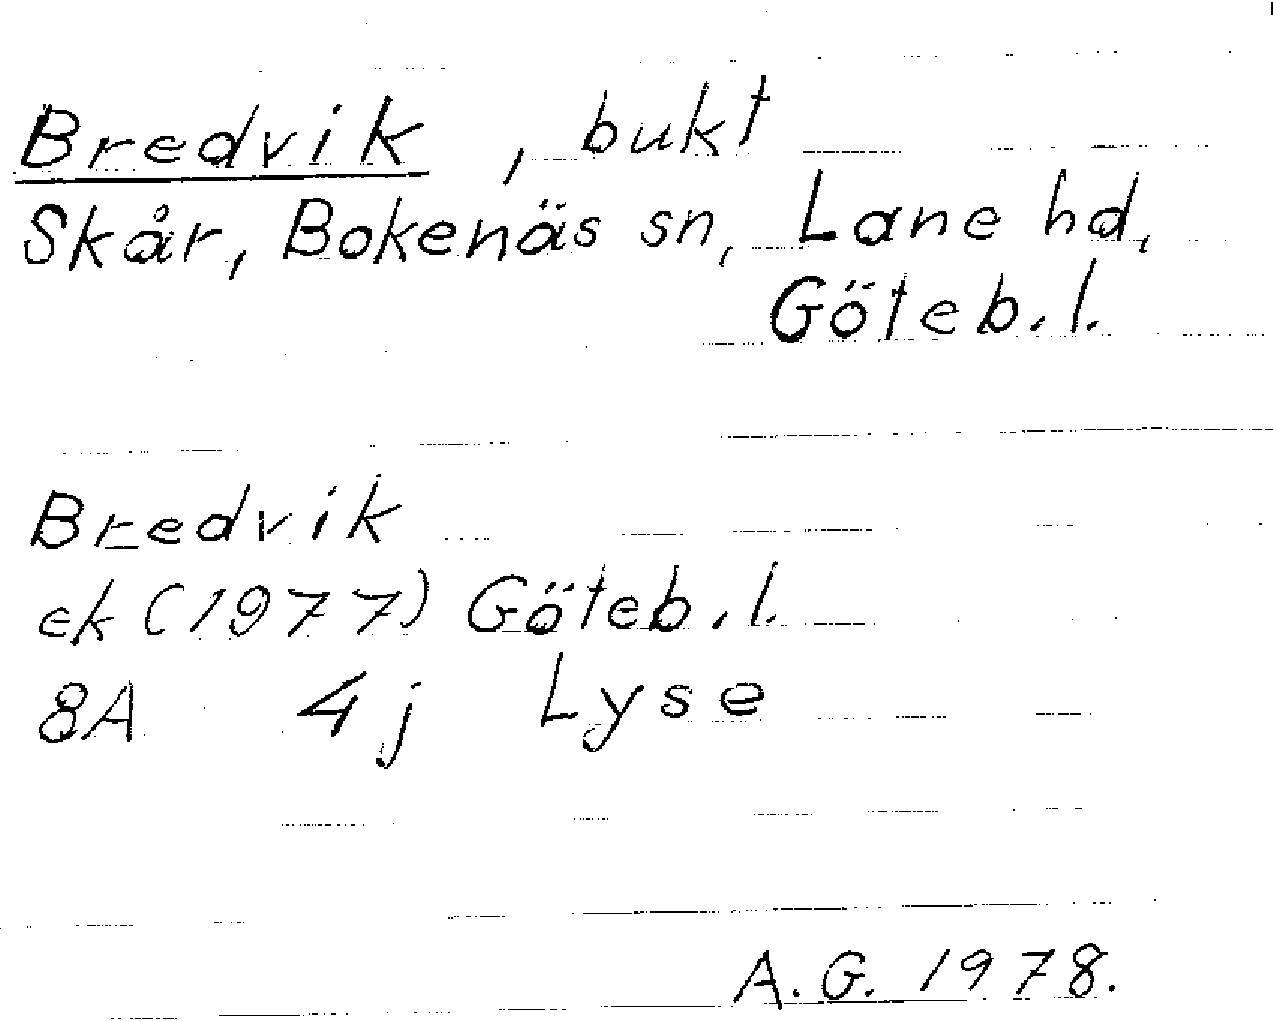 Bredvik, bukt
Skår, Bokenäs sn, Lane hd,
Göteb. l.
Bredvik
ek (1977) Göteb. l.
8A 4j Lyse
A. G. 1978.